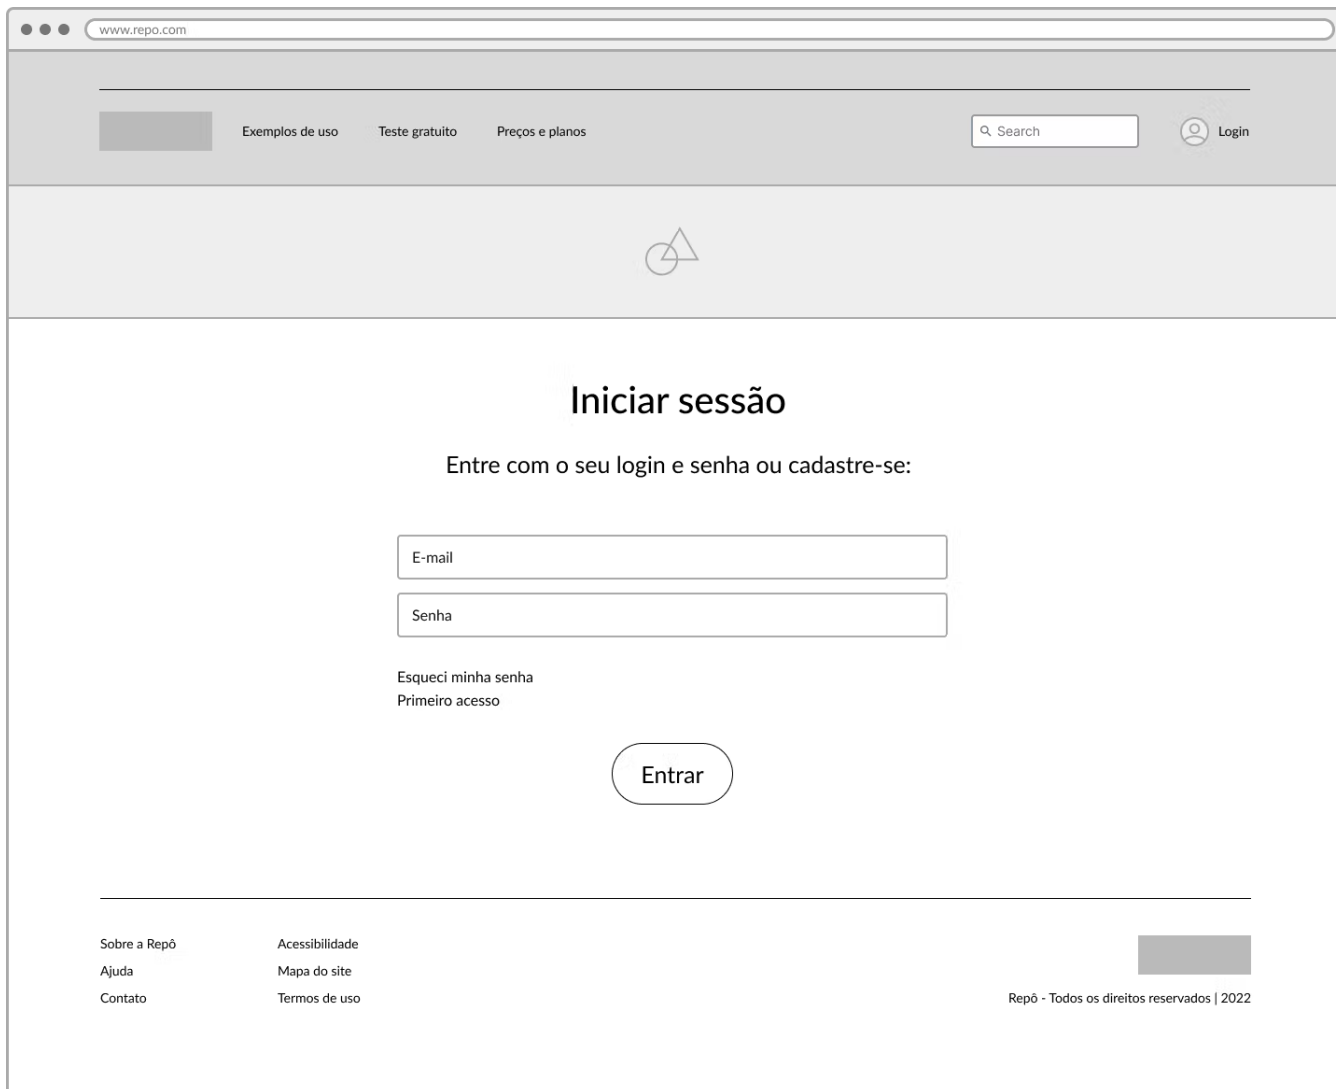 www.repo.com
Exemplos de uso
Teste gratuito
Preços e planos
Search
Login
Iniciar sessão
Entre com o seu login e senha ou cadastre-se:
E-mail
Senha
Esqueci minha senha
Primeiro acesso
Entrar
Sobre a Repô
Ajuda
Contato
Acessibilidade
Mapa do site
Termos de uso
Repô - Todos os direitos reservados | 2022